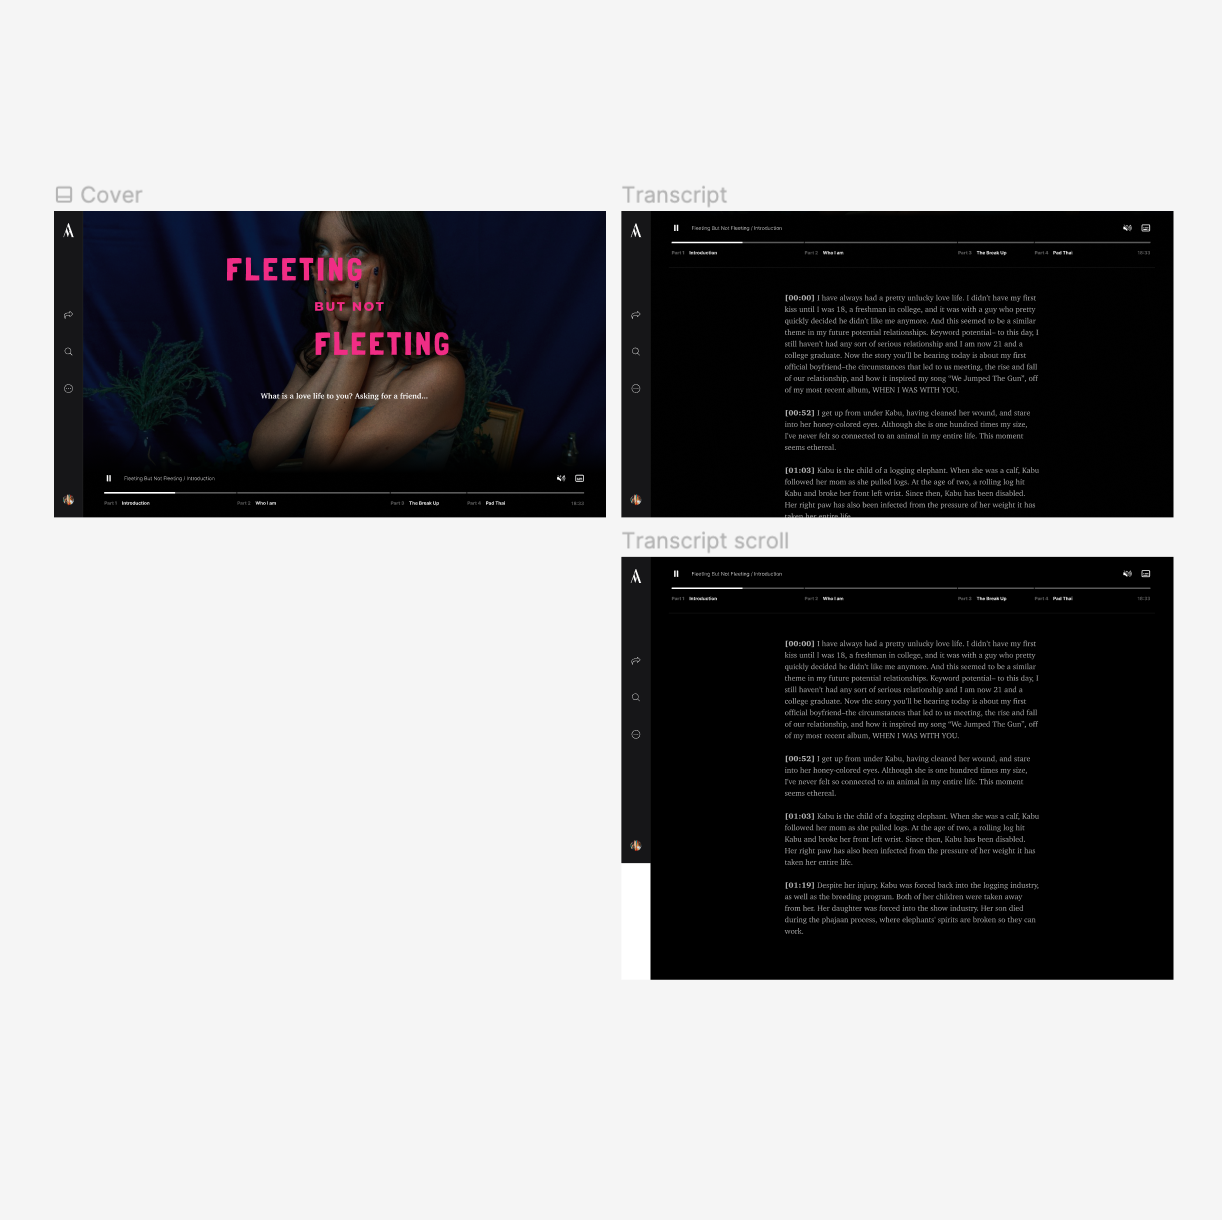 Cover
FLEETING
BUT NOT
FLEETING
What is a love life to you? Asking for a friend...
Fleeting But Not Fleeting / Introduction
Part 1 Introduction
Part 2 Who I am
Part 3 The Break Up
Part 4 Pad Thai
18:33
Transcript
Fleeting But Not Fleeting / Introduction
Part 1 Introduction
Part 2 Who I am
Part 3 The Break Up
Part 4 Pad Thai
18:33
[00:00] I have always had a pretty unlucky love life. I didn't have my first
kiss until I was 18, a freshman in college, and it was with a guy who pretty
quickly decided he didn't like me anymore. And this seemed to be a similar
theme in my future potential relationships. Keyword potential– to this day, I
still haven't had any sort of serious relationship and I am now 21 and a
college graduate. Now the story you'll be hearing today is about my first
official boyfriend–the circumstances that led to us meeting, the rise and fall
of our relationship, and how it inspired my song “We Jumped The Gun”, off
of my most recent album, WHEN I WAS WITH YOU.
[00:52] I get up from under Kabu, having cleaned her wound, and stare
into her honey-colored eyes. Although she is one hundred times my size,
I've never felt so connected to an animal in my entire life. This moment
seems ethereal.
[01:03] Kabu is the child of a logging elephant. When she was a calf, Kabu
followed her mom as she pulled logs. At the age of two, a rolling log hit
Kabu and broke her front left wrist. Since then, Kabu has been disabled.
Her right paw has also been infected from the pressure of her weight it has
taken her entire life.
Transcript scroll
Fleeting But Not Fleeting / Introduction
Part 1 Introduction
Part 2 Who I am
Part 3 The Break Up
Part 4 Pad Thai
18:33
[00:00] I have always had a pretty unlucky love life. I didn't have my first
kiss until I was 18, a freshman in college, and it was with a guy who pretty
quickly decided he didn't like me anymore. And this seemed to be a similar
theme in my future potential relationships. Keyword potential– to this day, I
still haven't had any sort of serious relationship and I am now 21 and a
college graduate. Now the story you'll be hearing today is about my first
official boyfriend–the circumstances that led to us meeting, the rise and fall
of our relationship, and how it inspired my song “We Jumped The Gun”, off
of my most recent album, WHEN I WAS WITH YOU.
[00:52] I get up from under Kabu, having cleaned her wound, and stare
into her honey-colored eyes. Although she is one hundred times my size,
I've never felt so connected to an animal in my entire life. This moment
seems ethereal.
[01:03] Kabu is the child of a logging elephant. When she was a calf, Kabu
followed her mom as she pulled logs. At the age of two, a rolling log hit
Kabu and broke her front left wrist. Since then, Kabu has been disabled.
Her right paw has also been infected from the pressure of her weight it has
taken her entire life.
[01:19] Despite her injury, Kabu was forced back into the logging industry,
as well as the breeding program. Both of her children were taken away
from her. Her daughter was forced into the show industry. Her son died
during the phajaan process, where elephants' spirits are broken so they can
work.